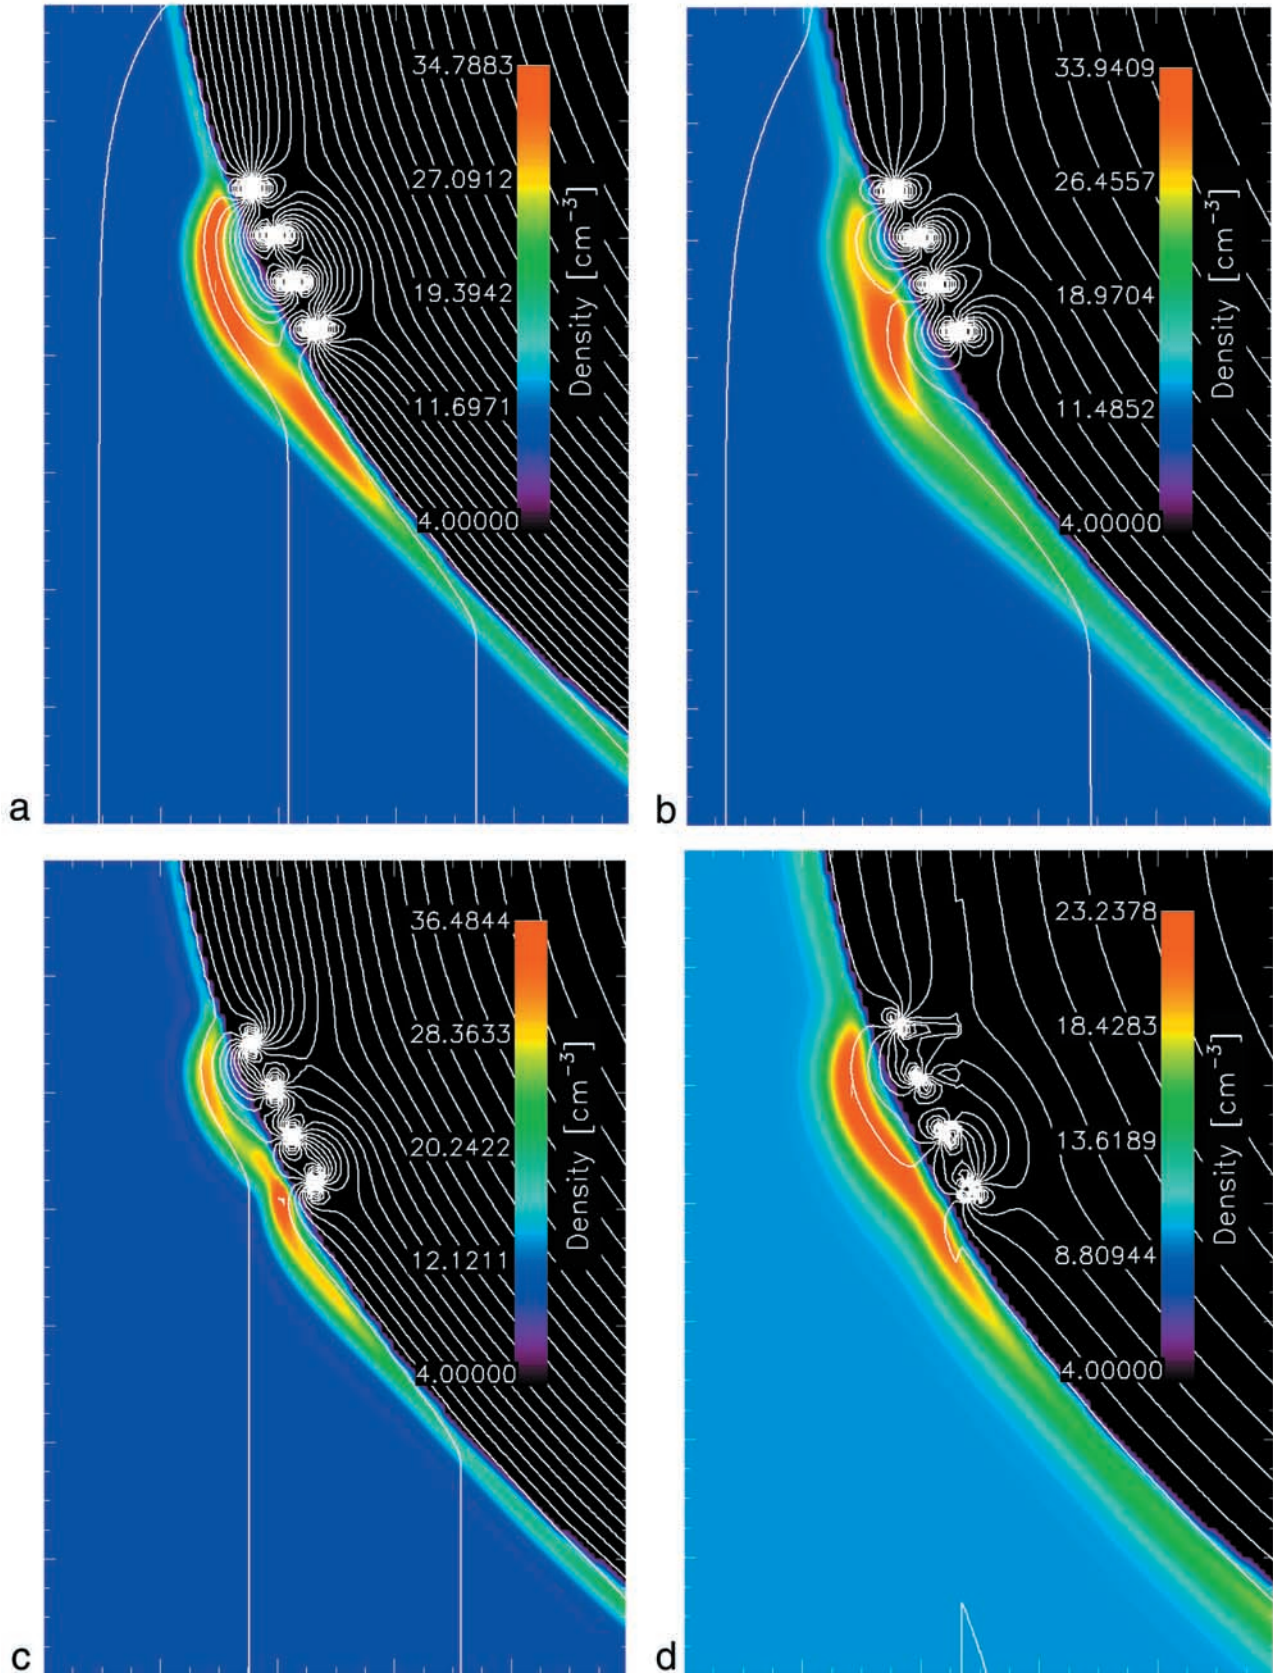 34.7883
27.0912
19.3942
11.6971
4.00000
Density [cm⁻³]
a
33.9409
26.4557
18.9704
11.4852
4.00000
Density [cm⁻³]
b
36.4844
28.3633
20.2422
12.1211
4.00000
Density [cm⁻³]
c
23.2378
18.4283
13.6189
8.80944
4.00000
Density [cm⁻³]
d